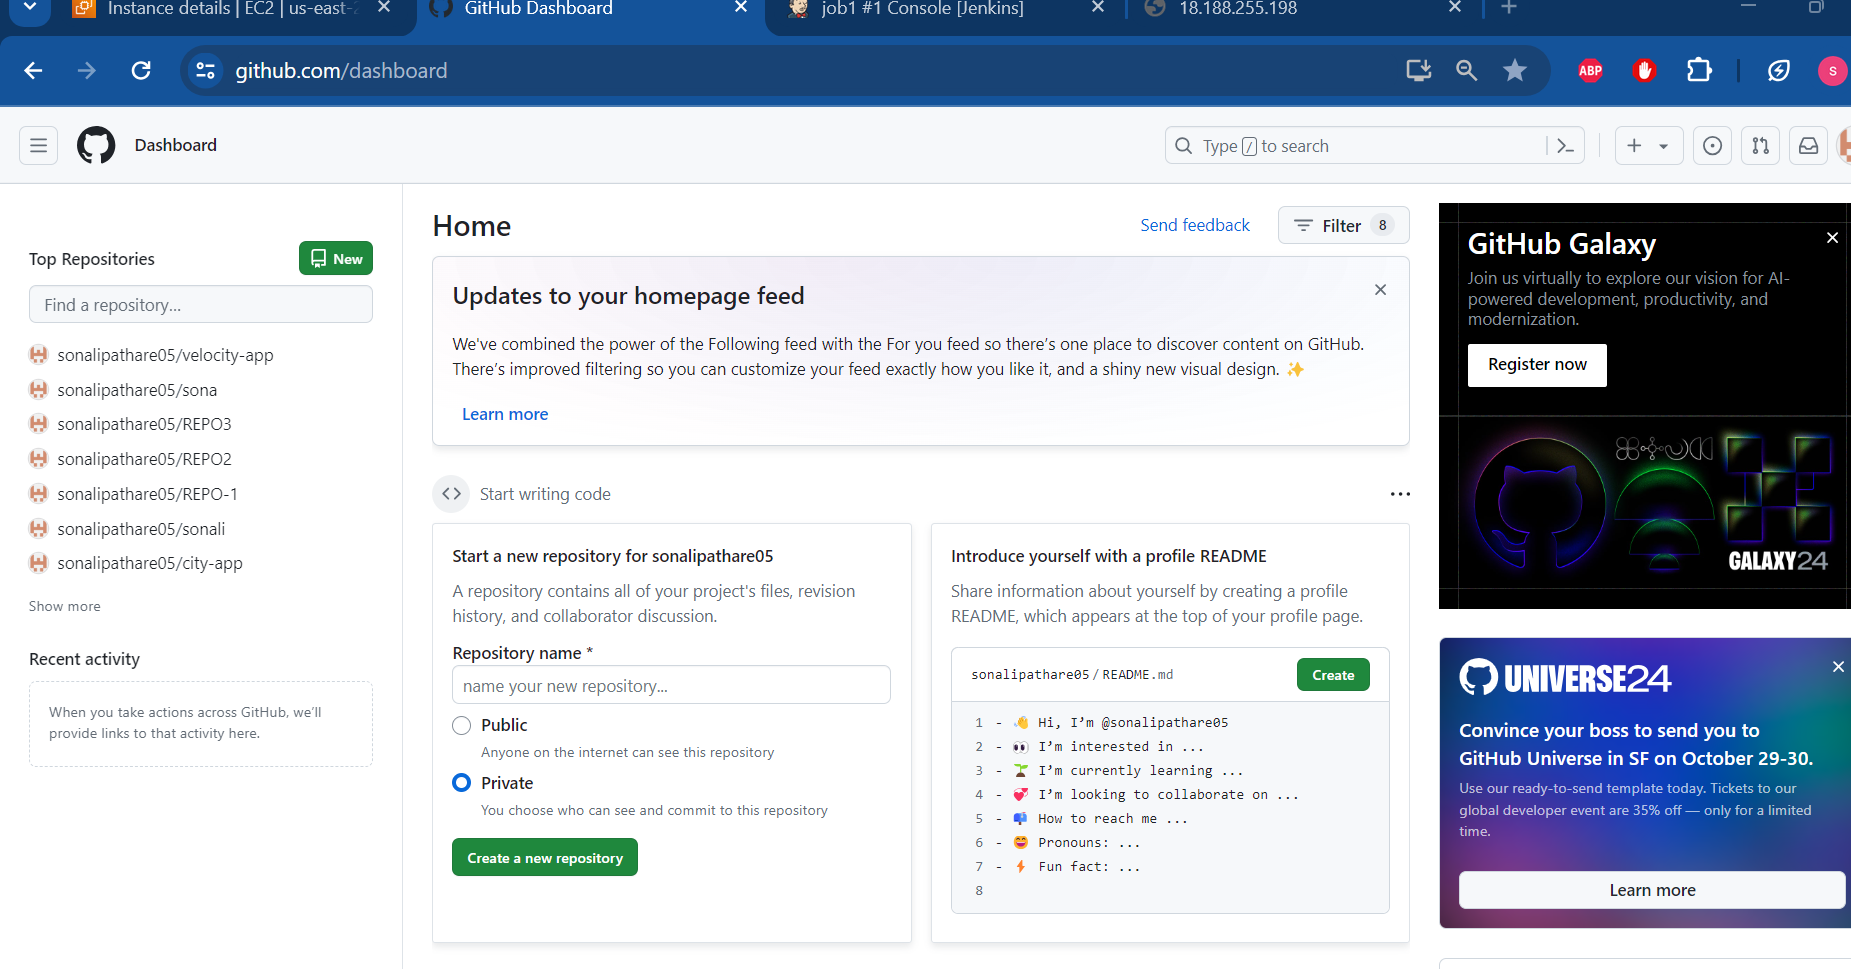 Instance details | EC2 | us-east-2
GitHub Dashboard
job1 #1 Console [Jenkins]
18.188.255.198
github.com/dashboard
ABP
S
Dashboard
Type / to search
Top Repositories
New
Find a repository...
sonalipathare05/velocity-app
sonalipathare05/sona
sonalipathare05/REPO3
sonalipathare05/REPO2
sonalipathare05/REPO-1
sonalipathare05/sonali
sonalipathare05/city-app
Show more
Recent activity
When you take actions across GitHub, we’ll
provide links to that activity here.
Home
Send feedback
Filter 8
Updates to your homepage feed
We've combined the power of the Following feed with the For you feed so there’s one place to discover content on GitHub.
There’s improved filtering so you can customize your feed exactly how you like it, and a shiny new visual design. ✨
Learn more
Start writing code
Start a new repository for sonalipathare05
A repository contains all of your project's files, revision
history, and collaborator discussion.
Repository name *
name your new repository...
Public
Anyone on the internet can see this repository
Private
You choose who can see and commit to this repository
Create a new repository
Introduce yourself with a profile README
Share information about yourself by creating a profile
README, which appears at the top of your profile page.
sonalipathare05 / README.md
Create
1 - 👋 Hi, I’m @sonalipathare05
2 - 👀 I’m interested in ...
3 - 🌱 I’m currently learning ...
4 - 💞️ I’m looking to collaborate on ...
5 - 📫 How to reach me ...
6 - 😄 Pronouns: ...
7 - ⚡ Fun fact: ...
8
GitHub Galaxy
Join us virtually to explore our vision for AI-
powered development, productivity, and
modernization.
Register now
GALAXY24
UNIVERSE24
Convince your boss to send you to
GitHub Universe in SF on October 29-30.
Use our ready-to-send template today. Tickets to our
global developer event are 35% off — only for a limited
time.
Learn more